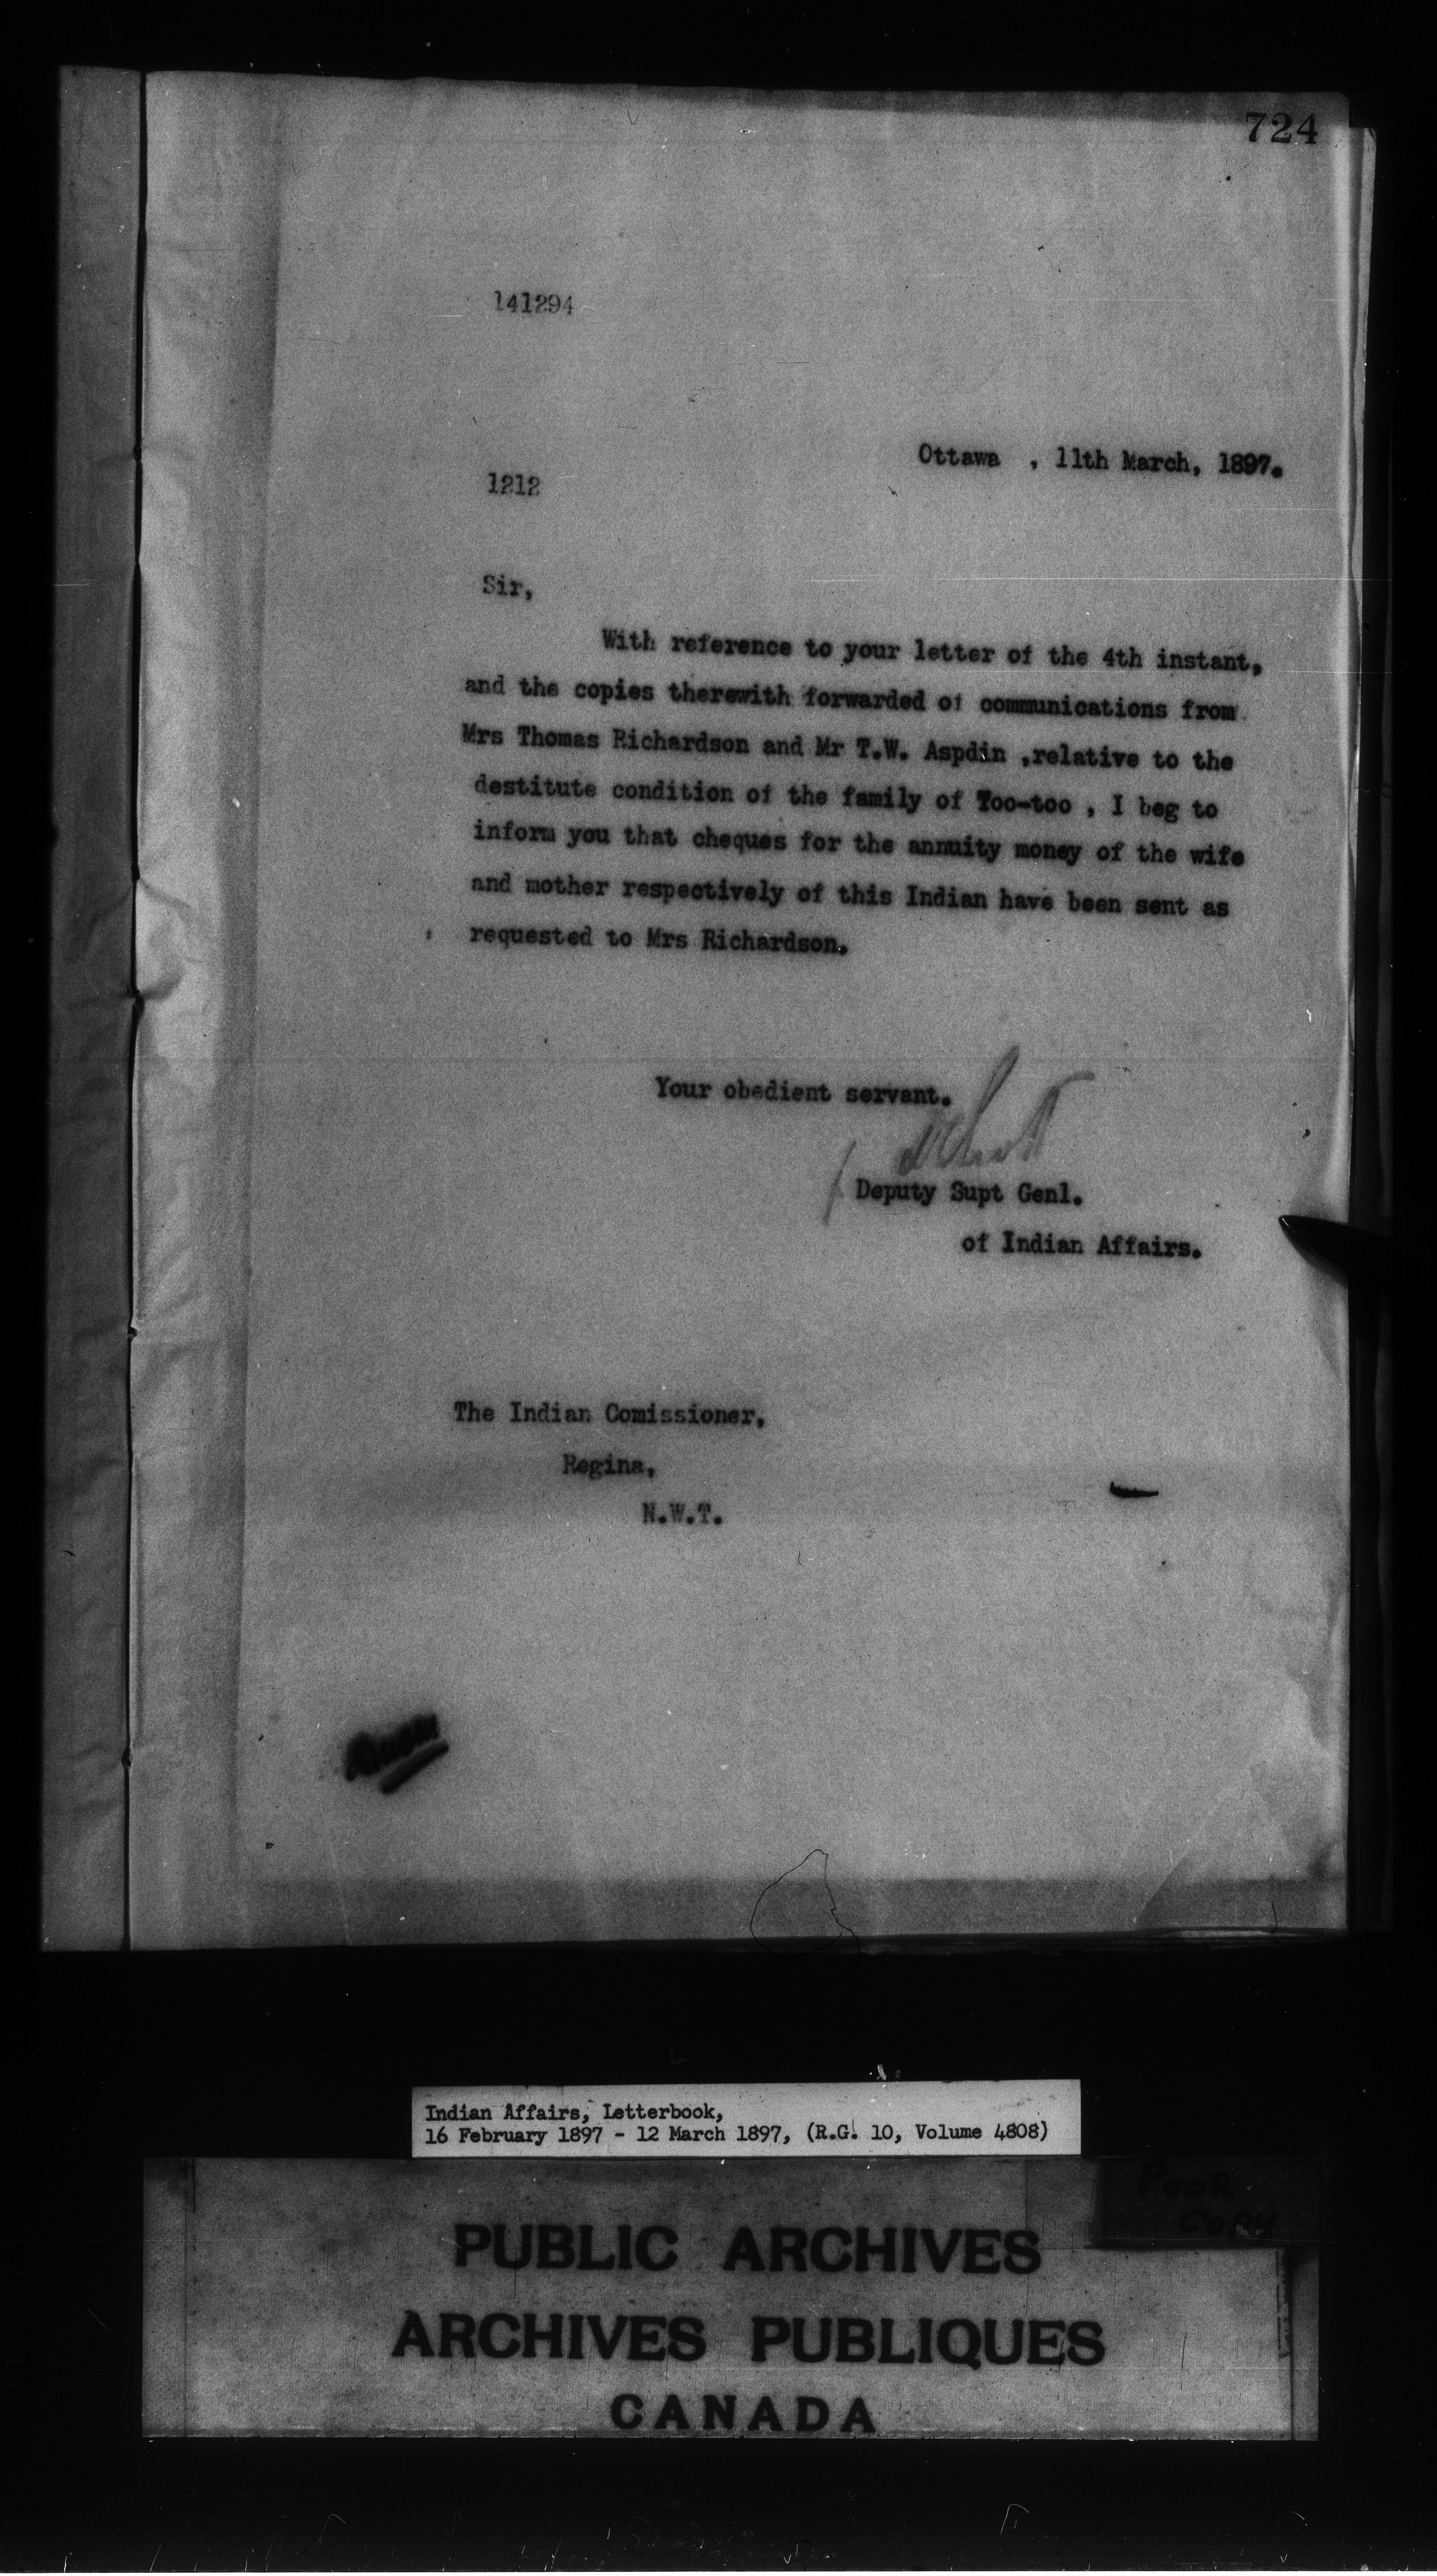 724
141294
Ottawa , 11th March, 1897.
1212
Sir,
With reference to your letter of the 4th instant,
and the copies therewith forwarded of communications from
Mrs Thomas Richardson and Mr T.W. Aspdin ,relative to the
destitute condition of the family of Too-too , I beg to
inform you that cheques for the annuity money of the wife
and mother respectively of this Indian have been sent as
requested to Mrs Richardson.
Your obedient servant.
Deputy Supt Genl.
of Indian Affairs.
The Indian Comissioner,
Regina,
N.W.T.
Indian Affairs, Letterbook,
16 February 1897 - 12 March 1897, (R.G. 10, Volume 4808)
POOR
COPY
PUBLIC ARCHIVES
ARCHIVES PUBLIQUES
CANADA